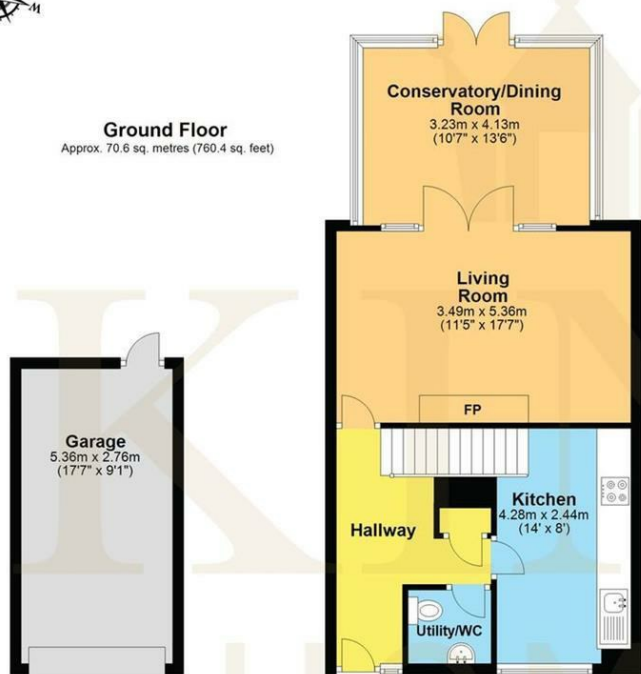 Ground Floor
Approx. 70.6 sq. metres (760.4 sq. feet)
Conservatory/Dining
Room
3.23m x 4.13m
(10'7" x 13'6")
Living
Room
3.49m x 5.36m
(11'5" x 17'7")
FP
Garage
5.36m x 2.76m
(17'7" x 9'1")
Hallway
Kitchen
4.28m x 2.44m
(14' x 8')
Utility/WC